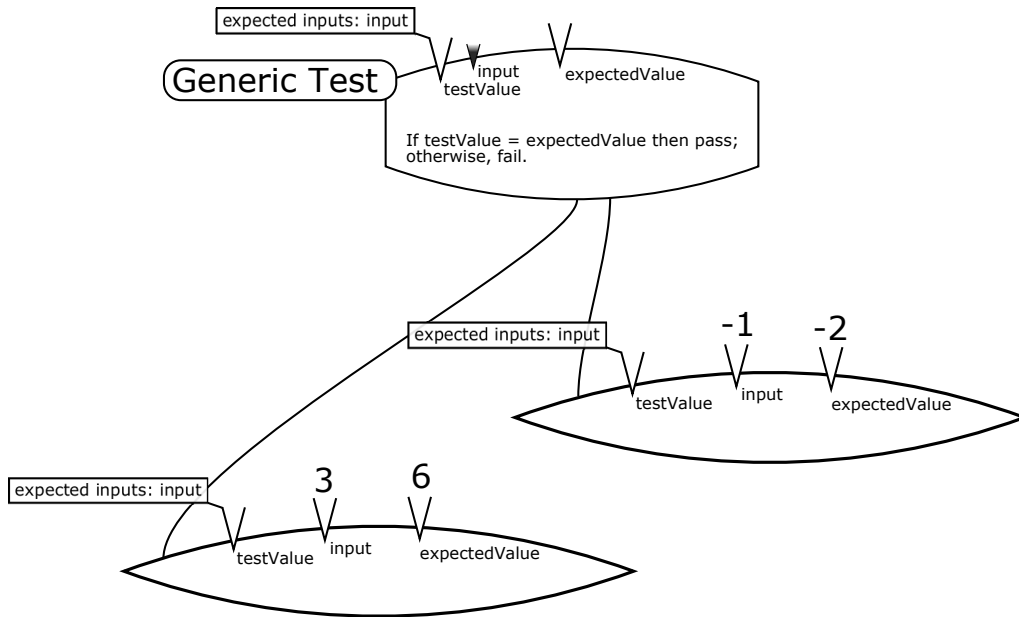 expected inputs: input
Generic Test
input
testValue
expectedValue
If testValue = expectedValue then pass;
otherwise, fail.
expected inputs: input
-1
-2
testValue
input
expectedValue
expected inputs: input
3
6
testValue
input
expectedValue